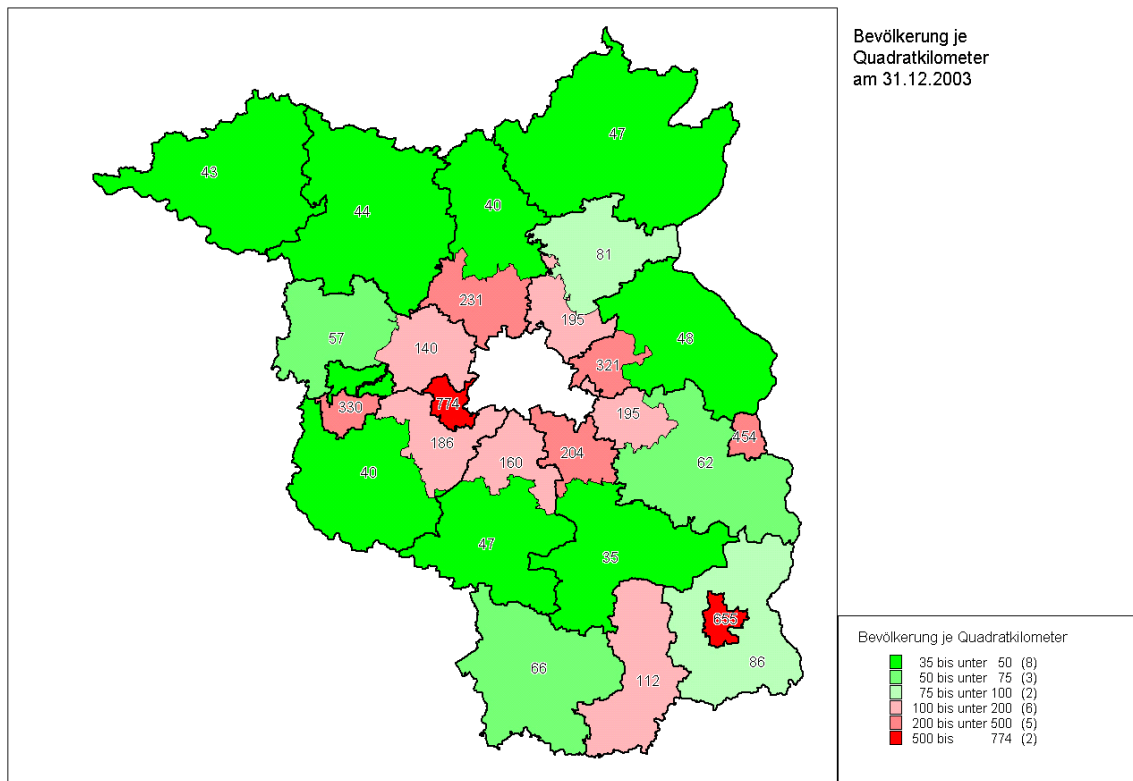 Bevölkerung je
Quadratkilometer
am 31.12.2003
47
43
40
44
81
231
195
57
48
140
321
774
330
195
454
186
204
160
62
40
47
35
655
86
66
112
Bevölkerung je Quadratkilometer
35 bis unter 50 (8)
50 bis unter 75 (3)
75 bis unter 100 (2)
100 bis unter 200 (6)
200 bis unter 500 (5)
500 bis 774 (2)